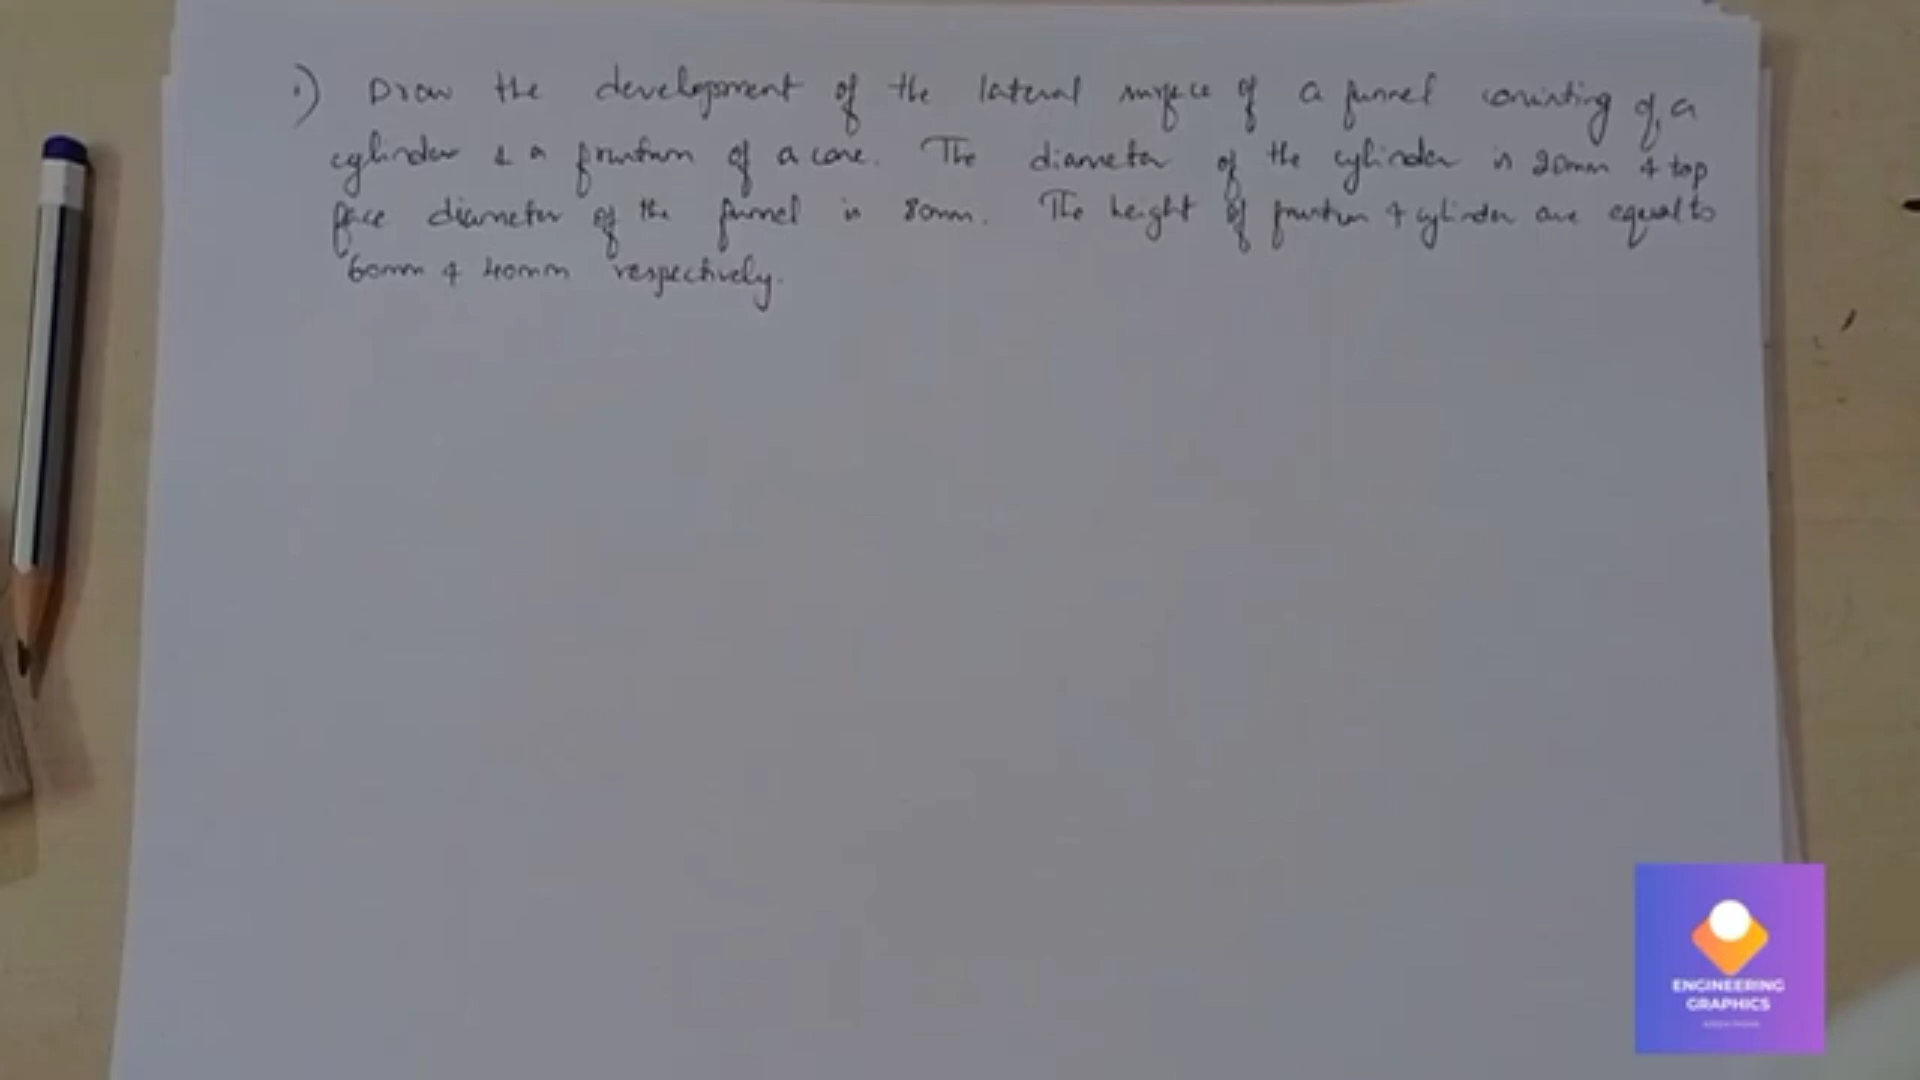 1) Draw the development of the lateral surface of a funnel consisting of a
cylinder & a frustum of a cone. The diameter of the cylinder is 20mm & top
face diameter of the funnel is 80mm. The height of frustum & cylinder are equal to
60mm & 40mm respectively.
ENGINEERING
GRAPHICS